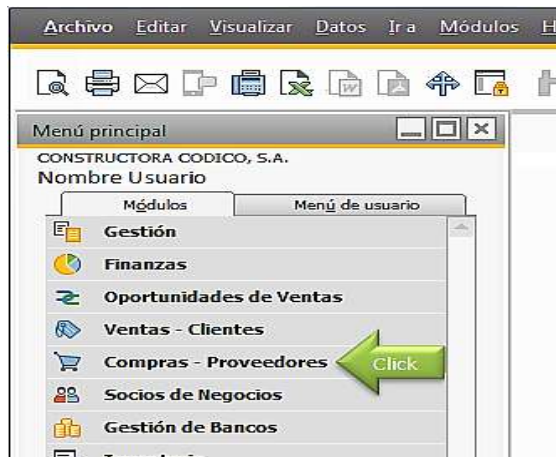 Archivo Editar Visualizar Datos Ir a Módulos H
Menú principal
CONSTRUCTORA CODICO, S.A.
Nombre Usuario
Módulos Menú de usuario
Gestión
Finanzas
Oportunidades de Ventas
Ventas - Clientes
Compras - Proveedores Click
Socios de Negocios
Gestión de Bancos